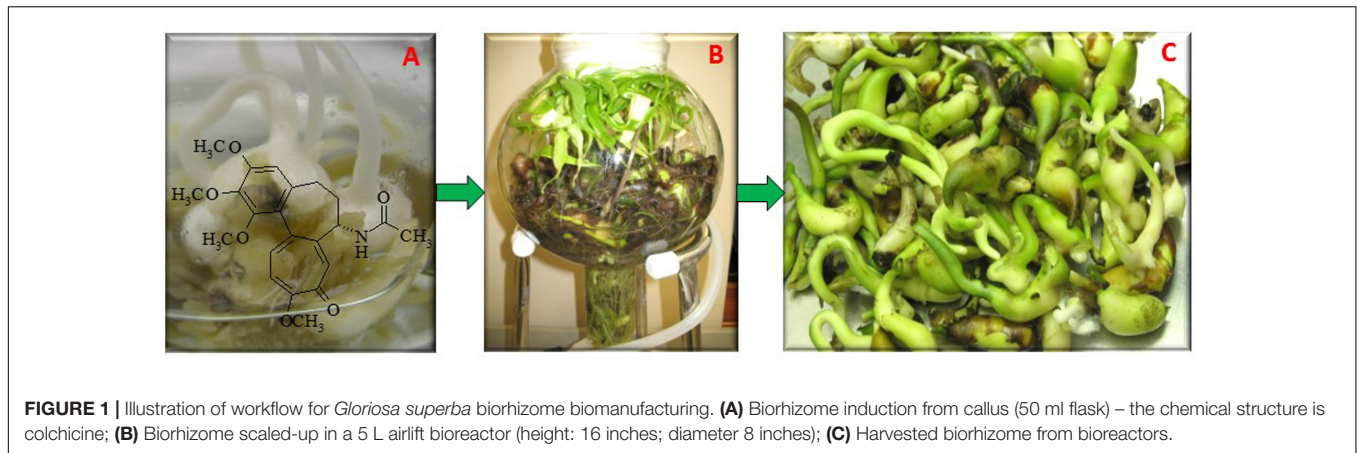 A
B
C
H3CO
H3CO
H3CO
O
N
H
CH3
O
OCH3
FIGURE 1 | Illustration of workflow for Gloriosa superba biorhizome biomanufacturing. (A) Biorhizome induction from callus (50 ml flask) – the chemical structure is
colchicine; (B) Biorhizome scaled-up in a 5 L airlift bioreactor (height: 16 inches; diameter 8 inches); (C) Harvested biorhizome from bioreactors.